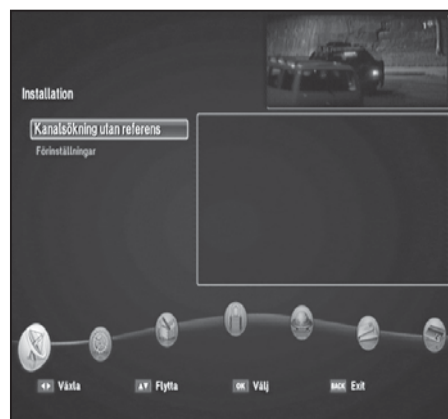 Installation
Kanalsökning utan referens
Förinställningar
Växla
Flytta
OK Välj
BACK Exit